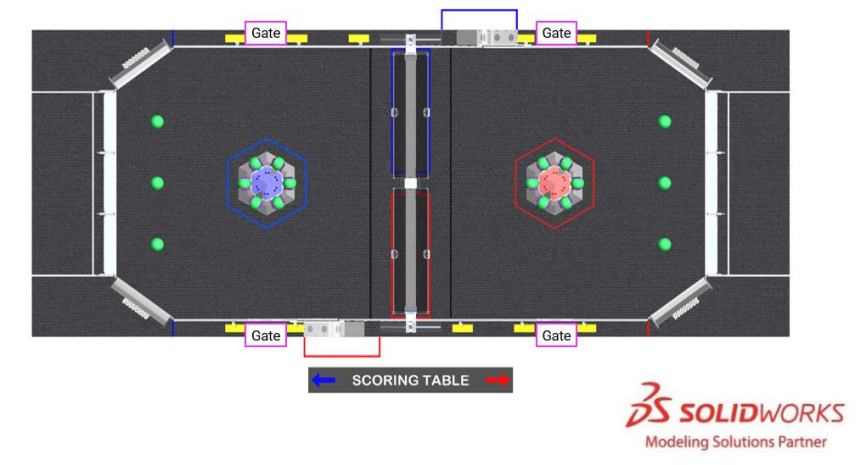 Gate
Gate
Gate
Gate
SCORING TABLE
SOLIDWORKS
Modeling Solutions Partner